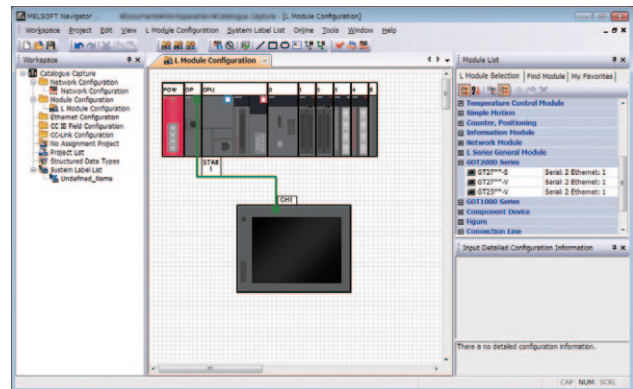 MELSOFT Navigator
[L Module Configuration]
Workspace Project Edit View L Module Configuration System Label List Online Tools Window Help
Workspace
Catalogue Capture
Network Configuration
Network Configuration
Module Configuration
L Module Configuration
Ethernet Configuration
CC IE Field Configuration
CC-Link Configuration
No Assignment Project
Project List
Structured Data Types
System Label List
Undefined_Name
L Module Configuration
POW DP CPU 0 1 2 3 4 E
STA#
1
CH1
Module List
L Module Selection Find Module My Favorites
Temperature Control Module
Simple Motion
Counter, Positioning
Information Module
Network Module
L Series General Module
GOT2000 Series
GT27**-S Serial: 2 Ethernet: 1
GT27**-V Serial: 2 Ethernet: 1
GT23**-V Serial: 2 Ethernet: 1
GOT1000 Series
Component Device
Figure
Connection Line
Input Detailed Configuration Information
There is no detailed configuration information.
CAP NUM SCRL